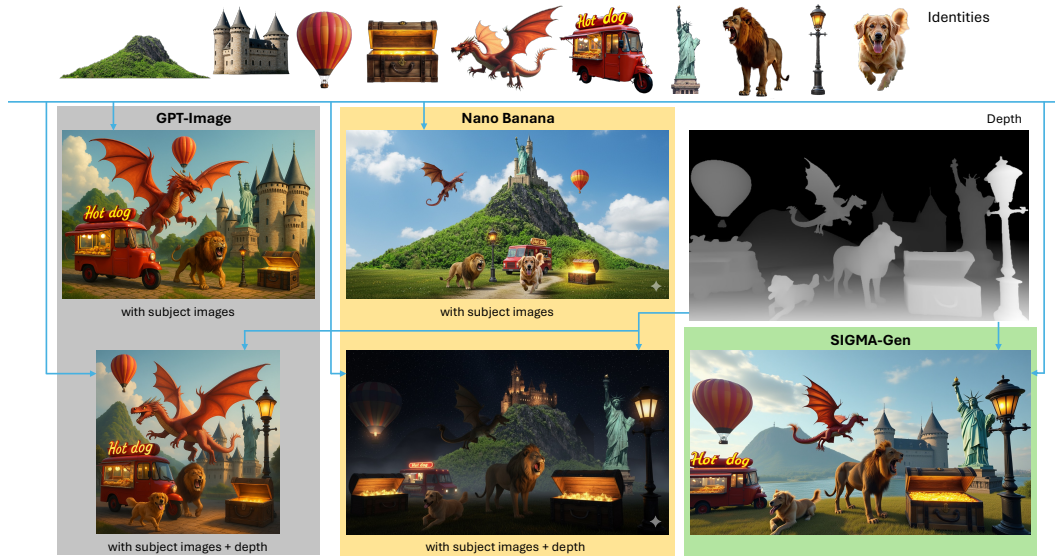 Hot dog
Identities
GPT-Image
Nano Banana
Depth
Hot dog
with subject images
with subject images
SIGMA-Gen
Hot dog
Hot dog
with subject images + depth
with subject images + depth